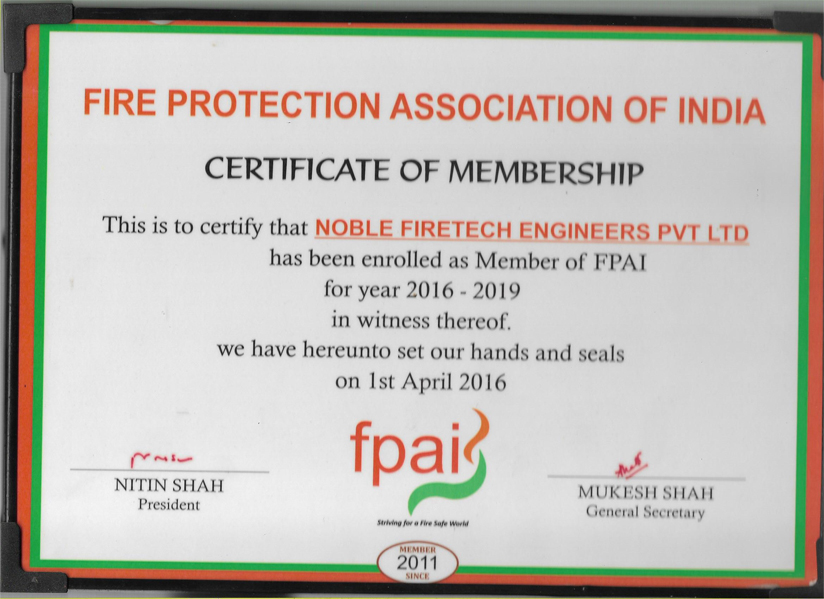 FIRE PROTECTION ASSOCIATION OF INDIA
CERTIFICATE OF MEMBERSHIP
This is to certify that NOBLE FIRETECH ENGINEERS PVT LTD
has been enrolled as Member of FPAI
for year 2016 - 2019
in witness thereof.
we have hereunto set our hands and seals
on 1st April 2016
fpai
Striving for a Fire Safe World
NITIN SHAH
President
MUKESH SHAH
General Secretary
MEMBER
2011
SINCE